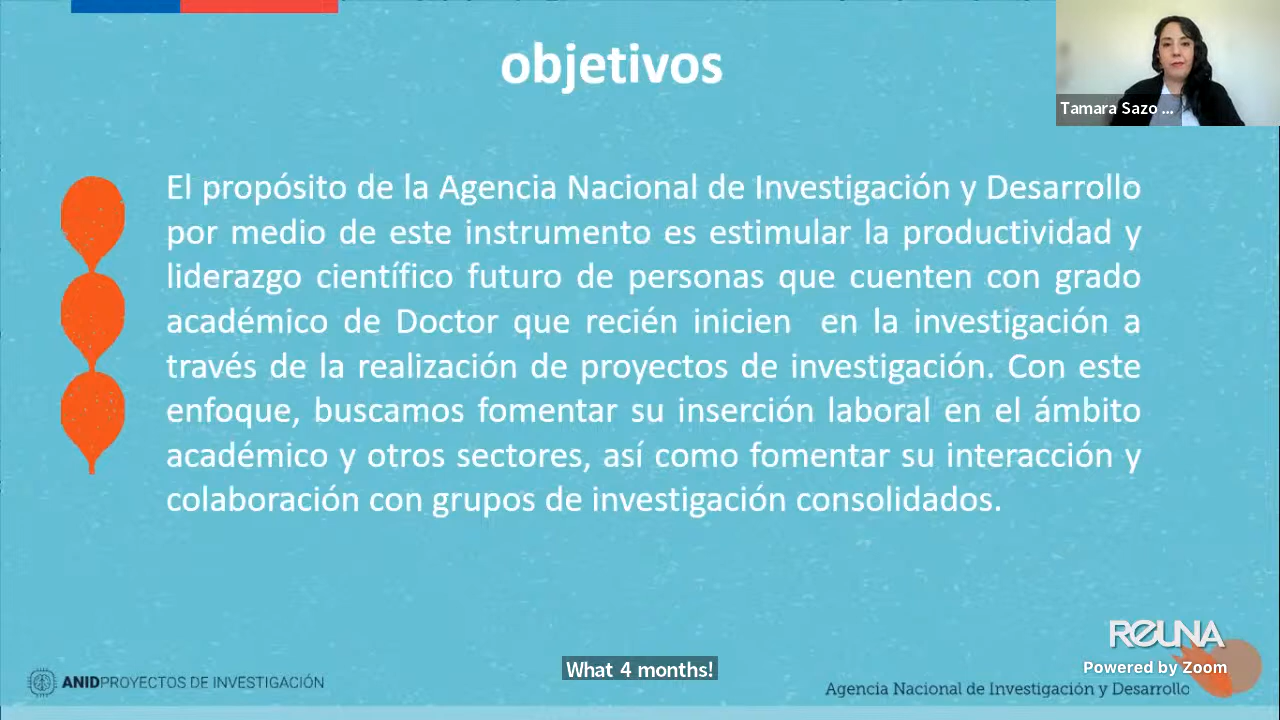 objetivos
Tamara Sazo ...
El propósito de la Agencia Nacional de Investigación y Desarrollo
por medio de este instrumento es estimular la productividad y
liderazgo científico futuro de personas que cuenten con grado
académico de Doctor que recién inicien en la investigación a
través de la realización de proyectos de investigación. Con este
enfoque, buscamos fomentar su inserción laboral en el ámbito
académico y otros sectores, así como fomentar su interacción y
colaboración con grupos de investigación consolidados.
REUNA
Powered by Zoom
What 4 months!
ANIDPROYECTOS DE INVESTIGACIÓN
Agencia Nacional de Investigación y Desarrollo